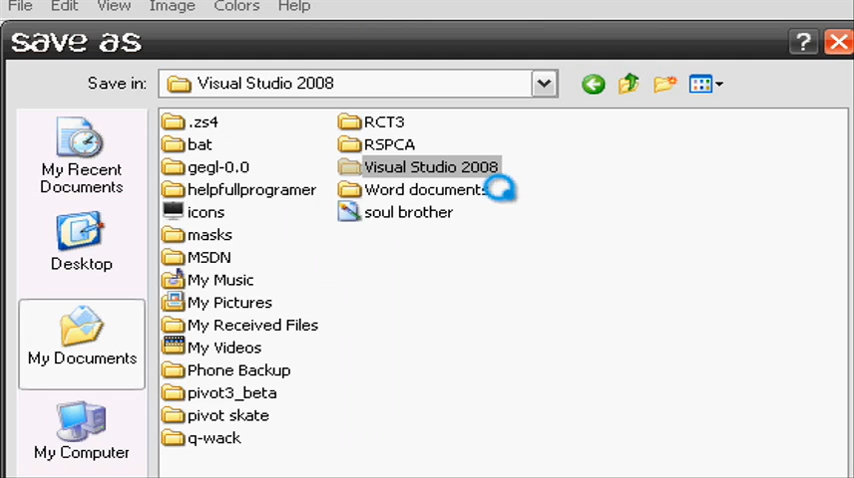 File Edit View Image Colors Help
save as
?
Save in: Visual Studio 2008
My Recent Documents
Desktop
My Documents
My Computer
.zs4
bat
gegl-0.0
helpfullprogramer
icons
masks
MSDN
My Music
My Pictures
My Received Files
My Videos
Phone Backup
pivot3_beta
pivot skate
q-wack
RCT3
RSPCA
Visual Studio 2008
Word documents
soul brother